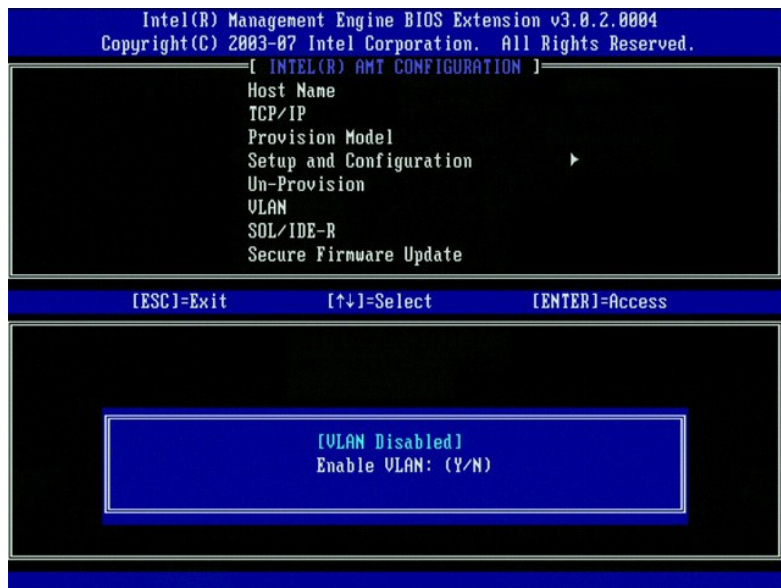 Intel(R) Management Engine BIOS Extension v3.0.2.0004
Copyright(C) 2003-07 Intel Corporation. All Rights Reserved.
[ INTEL(R) AMT CONFIGURATION ]
Host Name
TCP/IP
Provision Model
Setup and Configuration ►
Un-Provision
VLAN
SOL/IDE-R
Secure Firmware Update
[ESC]=Exit [↑↓]=Select [ENTER]=Access
[VLAN Disabled]
Enable VLAN: (Y/N)